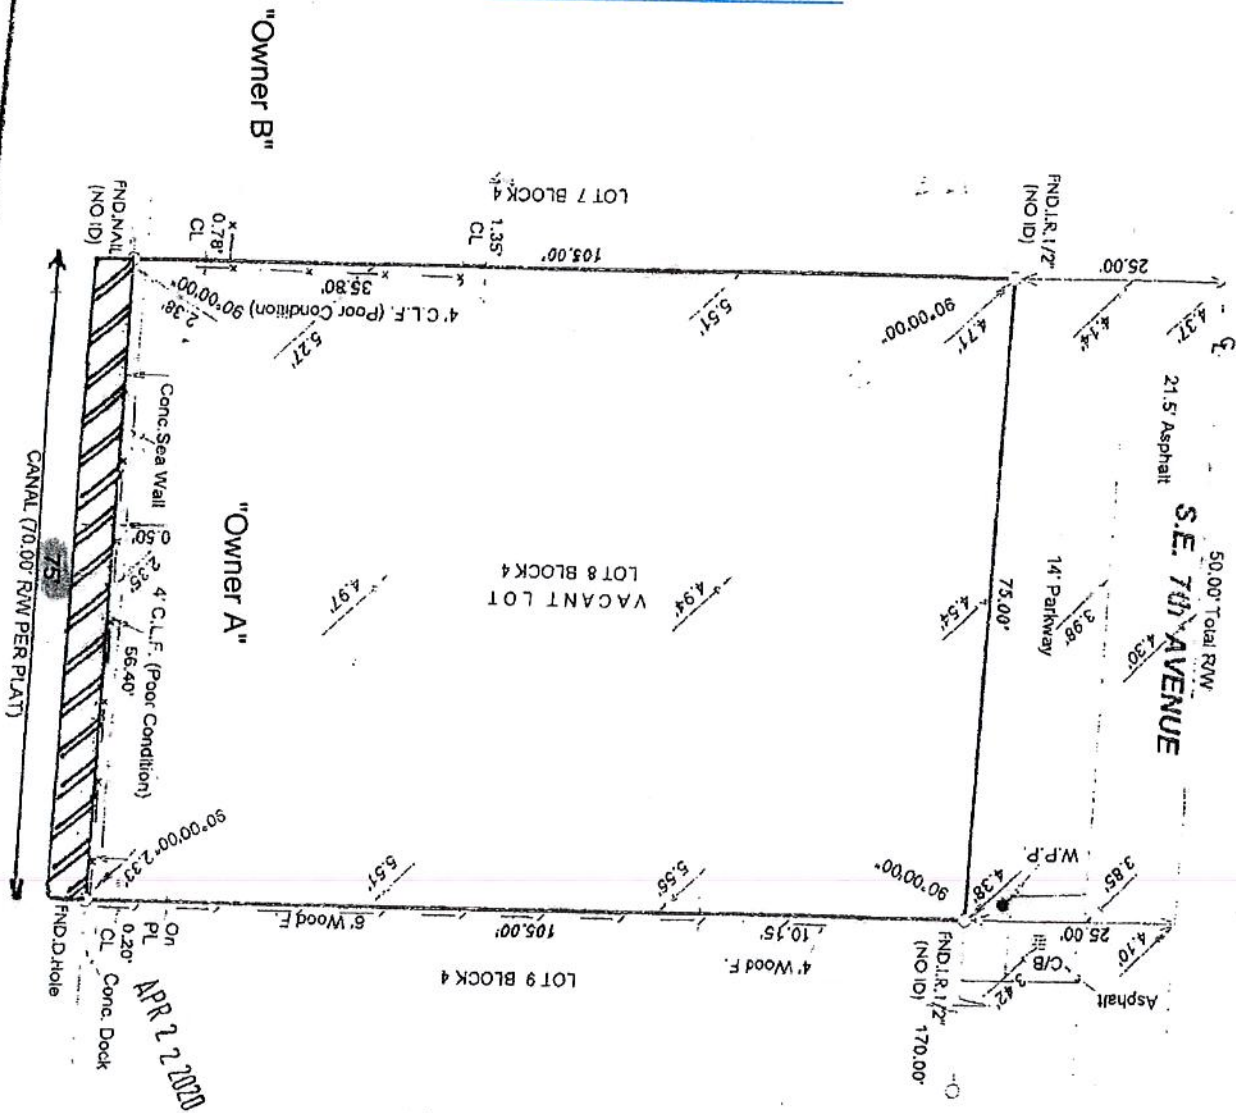 "Owner B"
LOT 7 BLOCK 4
FND.I.R.1/2"
(NO ID)
25.00'
4.37'
4.14'
21.5' Asphalt
50.00' Total R/W
S.E. 7th AVENUE
14' Parkway
3.98'
4.30'
3.85'
4.10'
FND.NAIL
(NO ID)
0.78'
CL
1.35'
CL
105.00'
35.80'
4' C.L.F. (Poor Condition)
90°00'00"
2.38'
5.27'
5.51'
90°00'00"
4.71'
75.00'
4.54'
VACANT LOT
LOT 8 BLOCK 4
4.97'
4.94'
"Owner A"
Conc.Sea Wall
0.50'
4' C.L.F. (Poor Condition)
56.40'
75'
CANAL (70.00' R/W PER PLAT)
90°00'00"
2.33'
5.51'
5.56'
90°00'00"
4.38'
W.P.P.
25.00'
C/B
3.42'
Asphalt
FND.I.R.1/2"
(NO ID)
170.00'
6' Wood F.
105.00'
10.15'
4' Wood F.
LOT 9 BLOCK 4
On
PL
0.20'
CL
Conc. Dock
FND.D.Hole
APR 2 2 2020